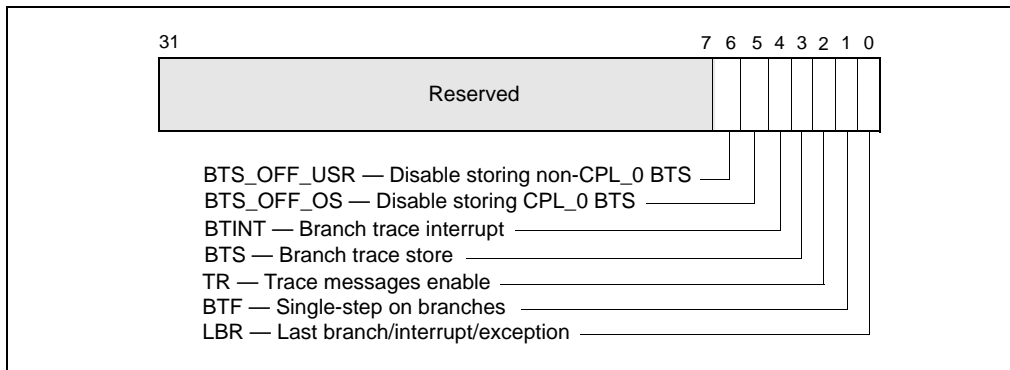 31 7 6 5 4 3 2 1 0
Reserved
BTS_OFF_USR — Disable storing non-CPL_0 BTS
BTS_OFF_OS — Disable storing CPL_0 BTS
BTINT — Branch trace interrupt
BTS — Branch trace store
TR — Trace messages enable
BTF — Single-step on branches
LBR — Last branch/interrupt/exception